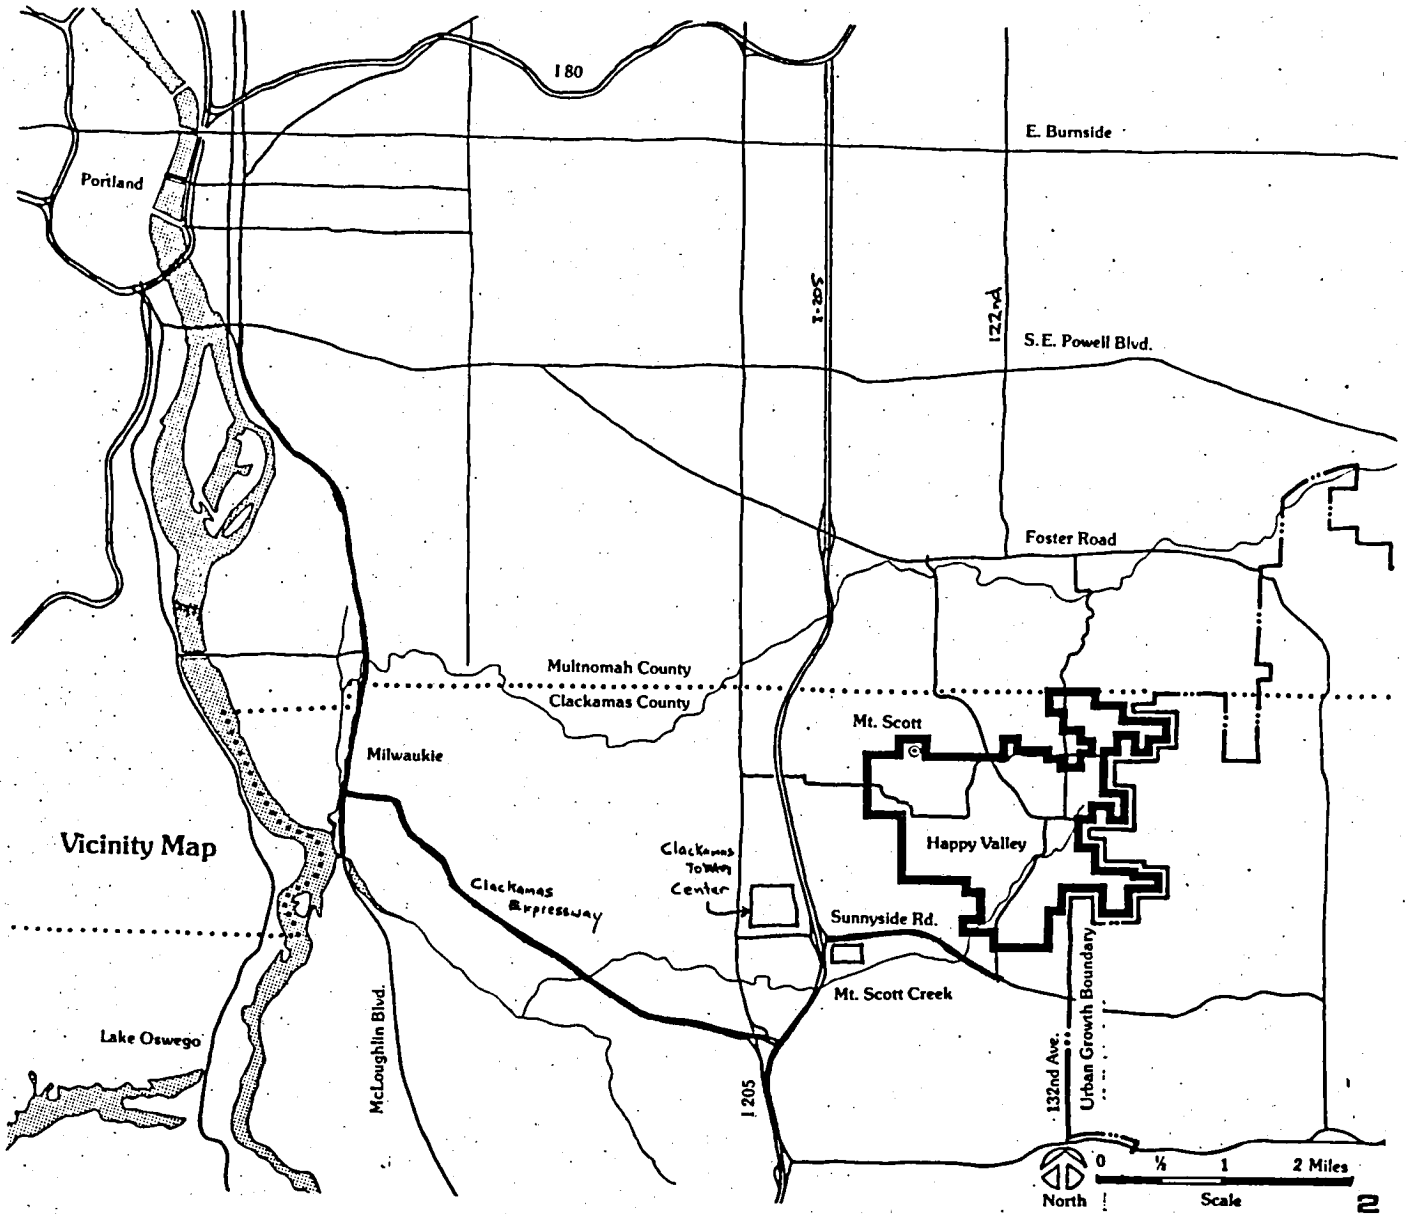 I 80
E. Burnside
Portland
I-205
122nd
S.E. Powell Blvd.
Foster Road
Multnomah County
Clackamas County
Mt. Scott
Milwaukie
Vicinity Map
Happy Valley
Clackamas
Town
Center
Clackamas
Expressway
Sunnyside Rd.
Mt. Scott Creek
Lake Oswego
McLoughlin Blvd.
I 205
132nd Ave.
Urban Growth Boundary
0 ½ 1 2 Miles
North
Scale
2